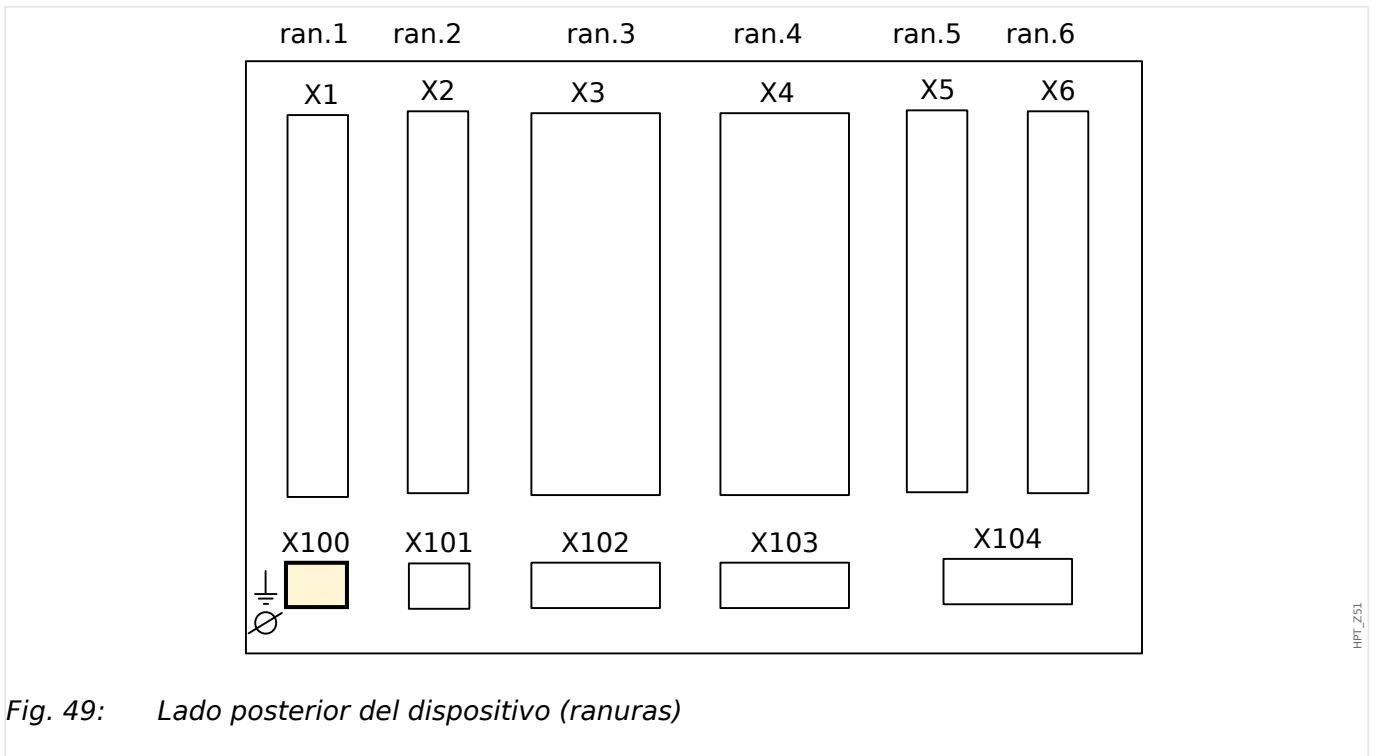 ran.1 ran.2 ran.3 ran.4 ran.5 ran.6
X1 X2 X3 X4 X5 X6
X100 X101 X102 X103 X104
HPT_Z51
Fig. 49: Lado posterior del dispositivo (ranuras)